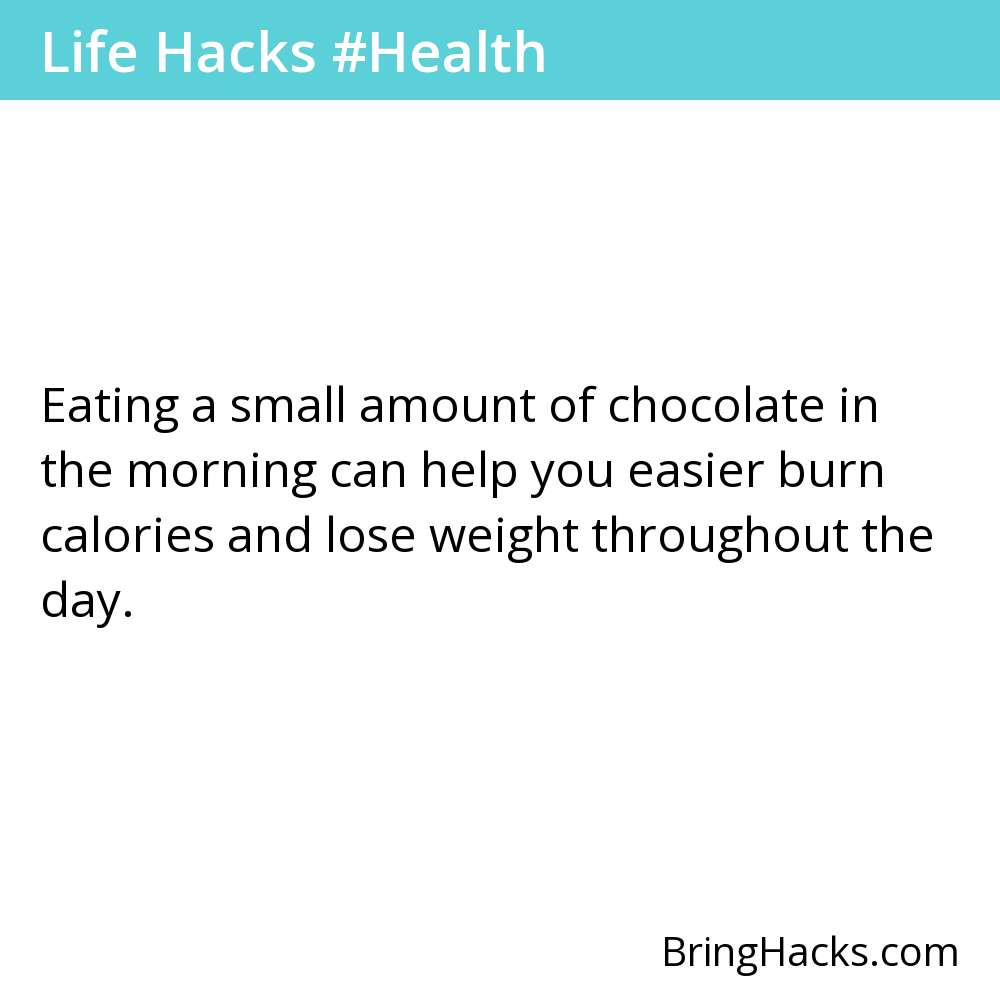 Life Hacks #Health
Eating a small amount of chocolate in
the morning can help you easier burn
calories and lose weight throughout the
day.
BringHacks.com